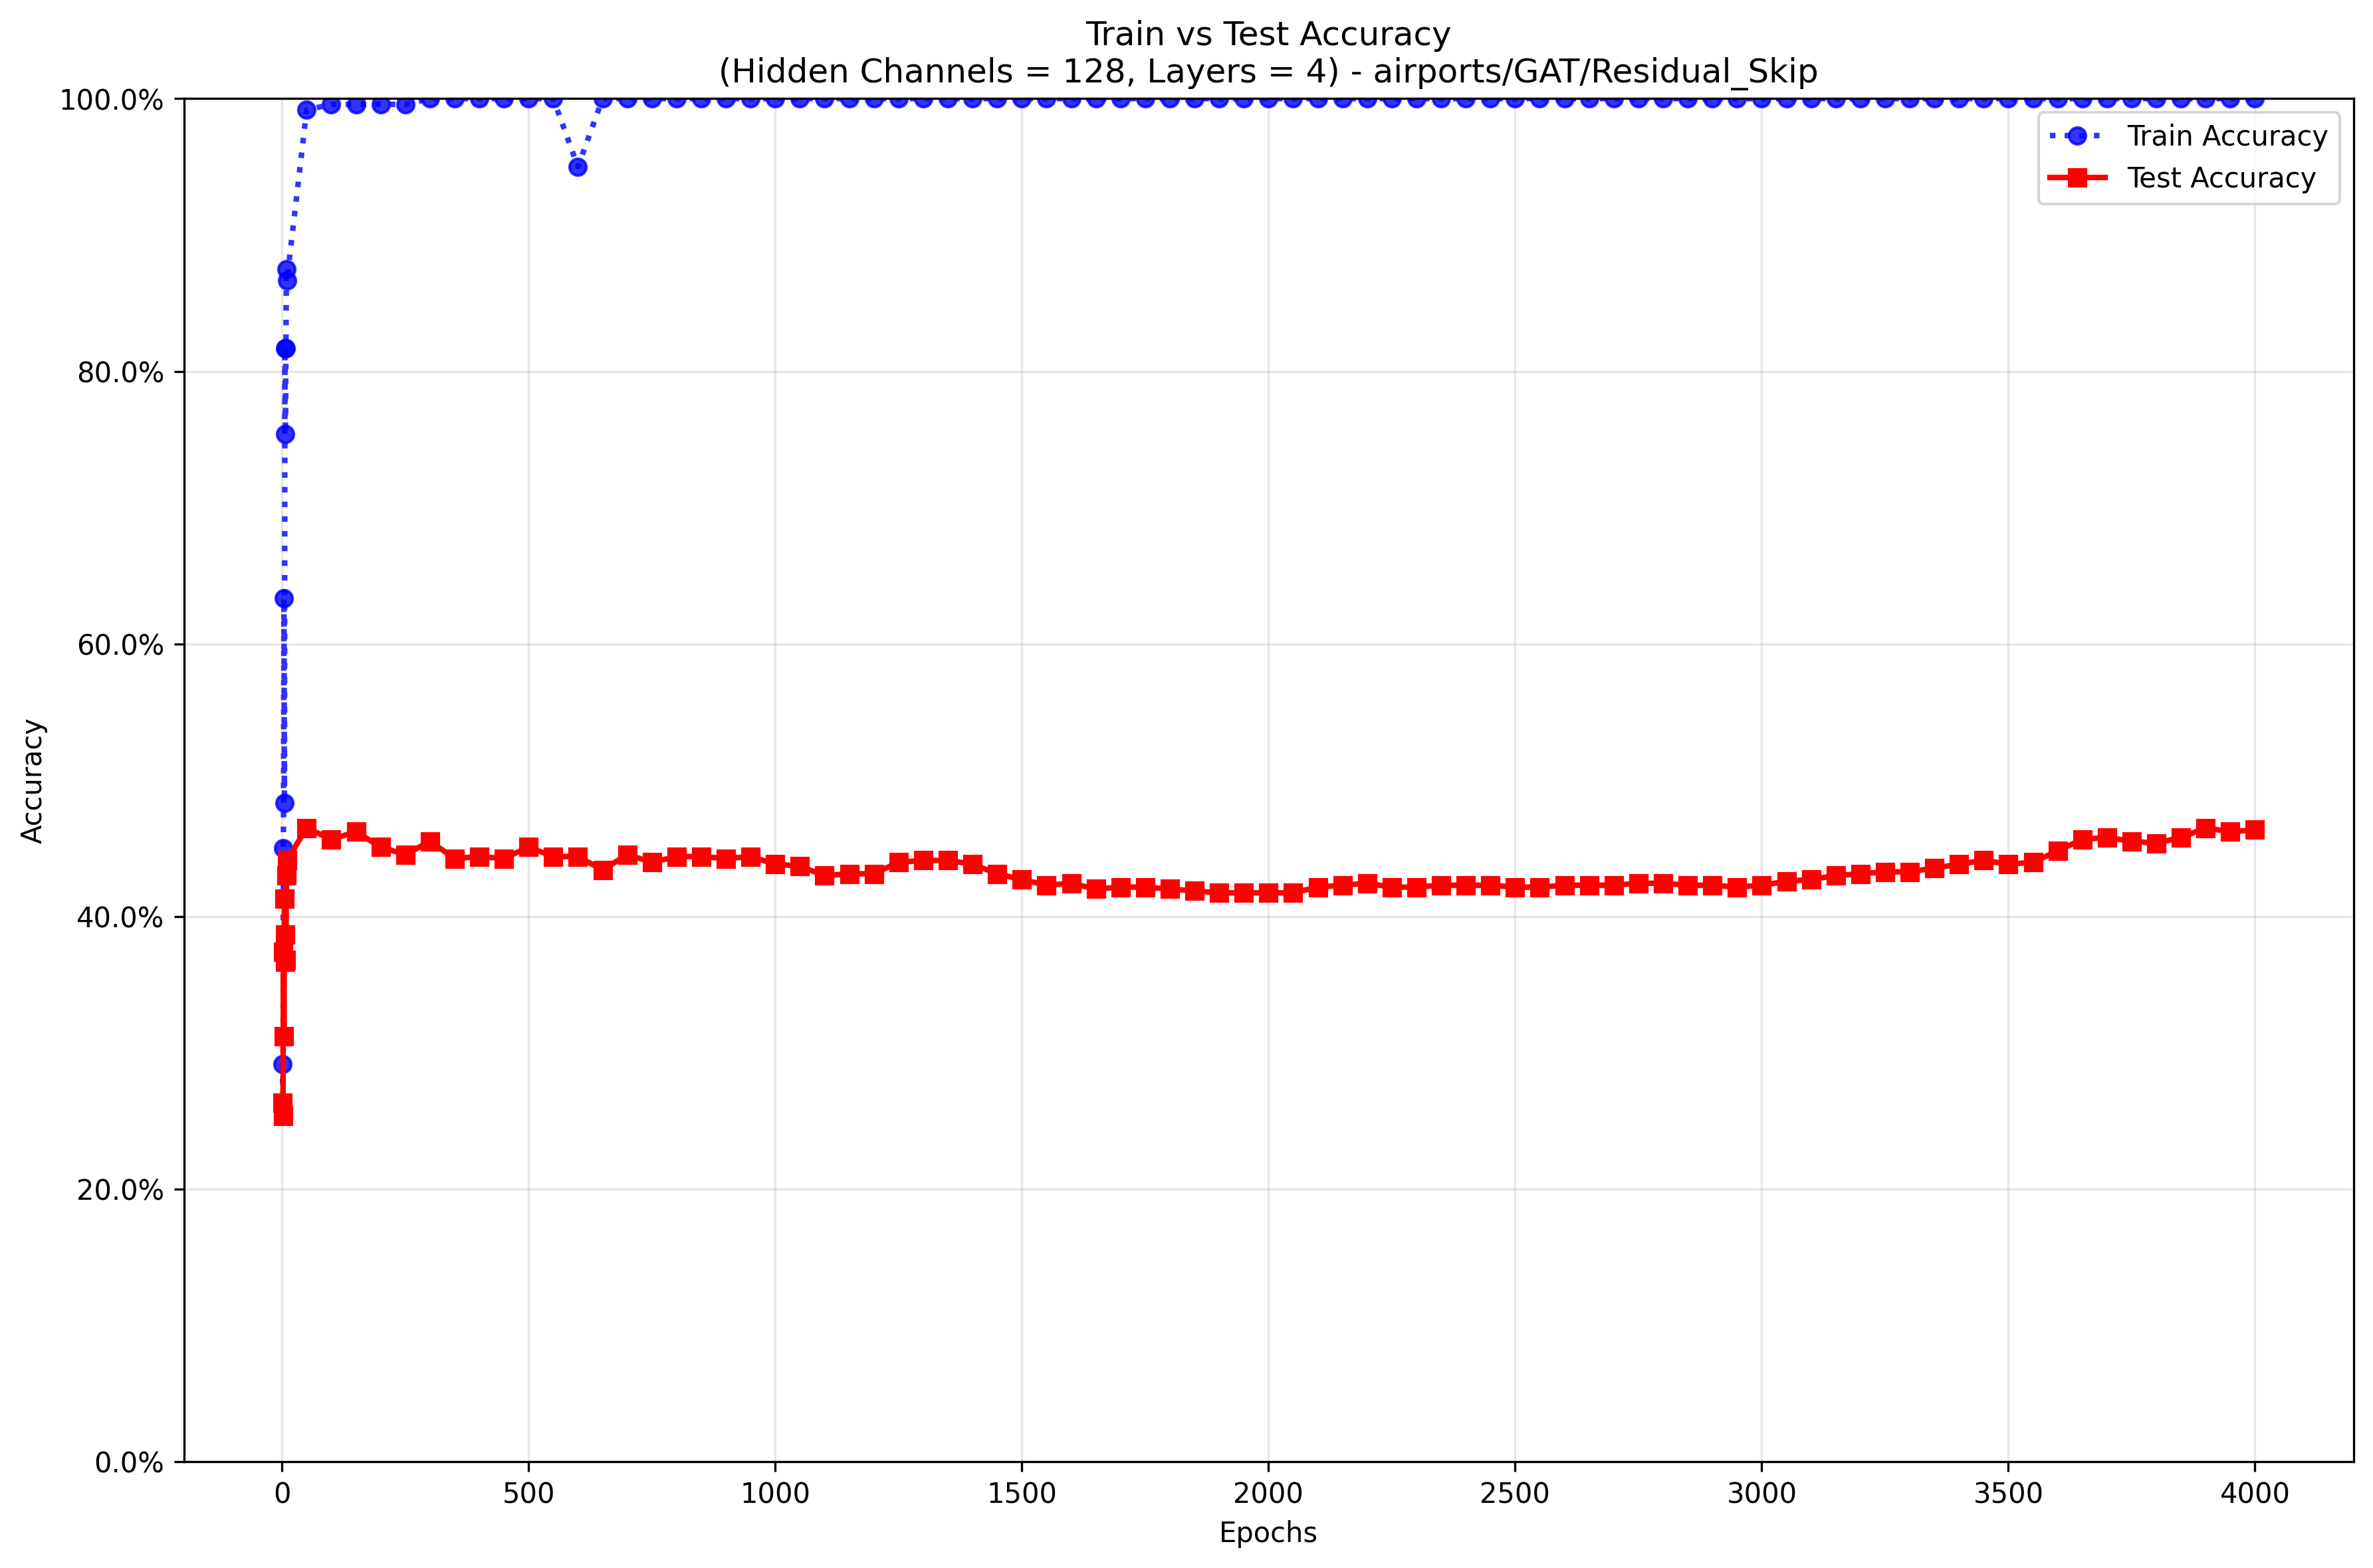 Train vs Test Accuracy
(Hidden Channels = 128, Layers = 4) - airports/GAT/Residual_Skip
100.0%
80.0%
60.0%
40.0%
20.0%
0.0%
Accuracy
Train Accuracy
Test Accuracy
0 500 1000 1500 2000 2500 3000 3500 4000
Epochs